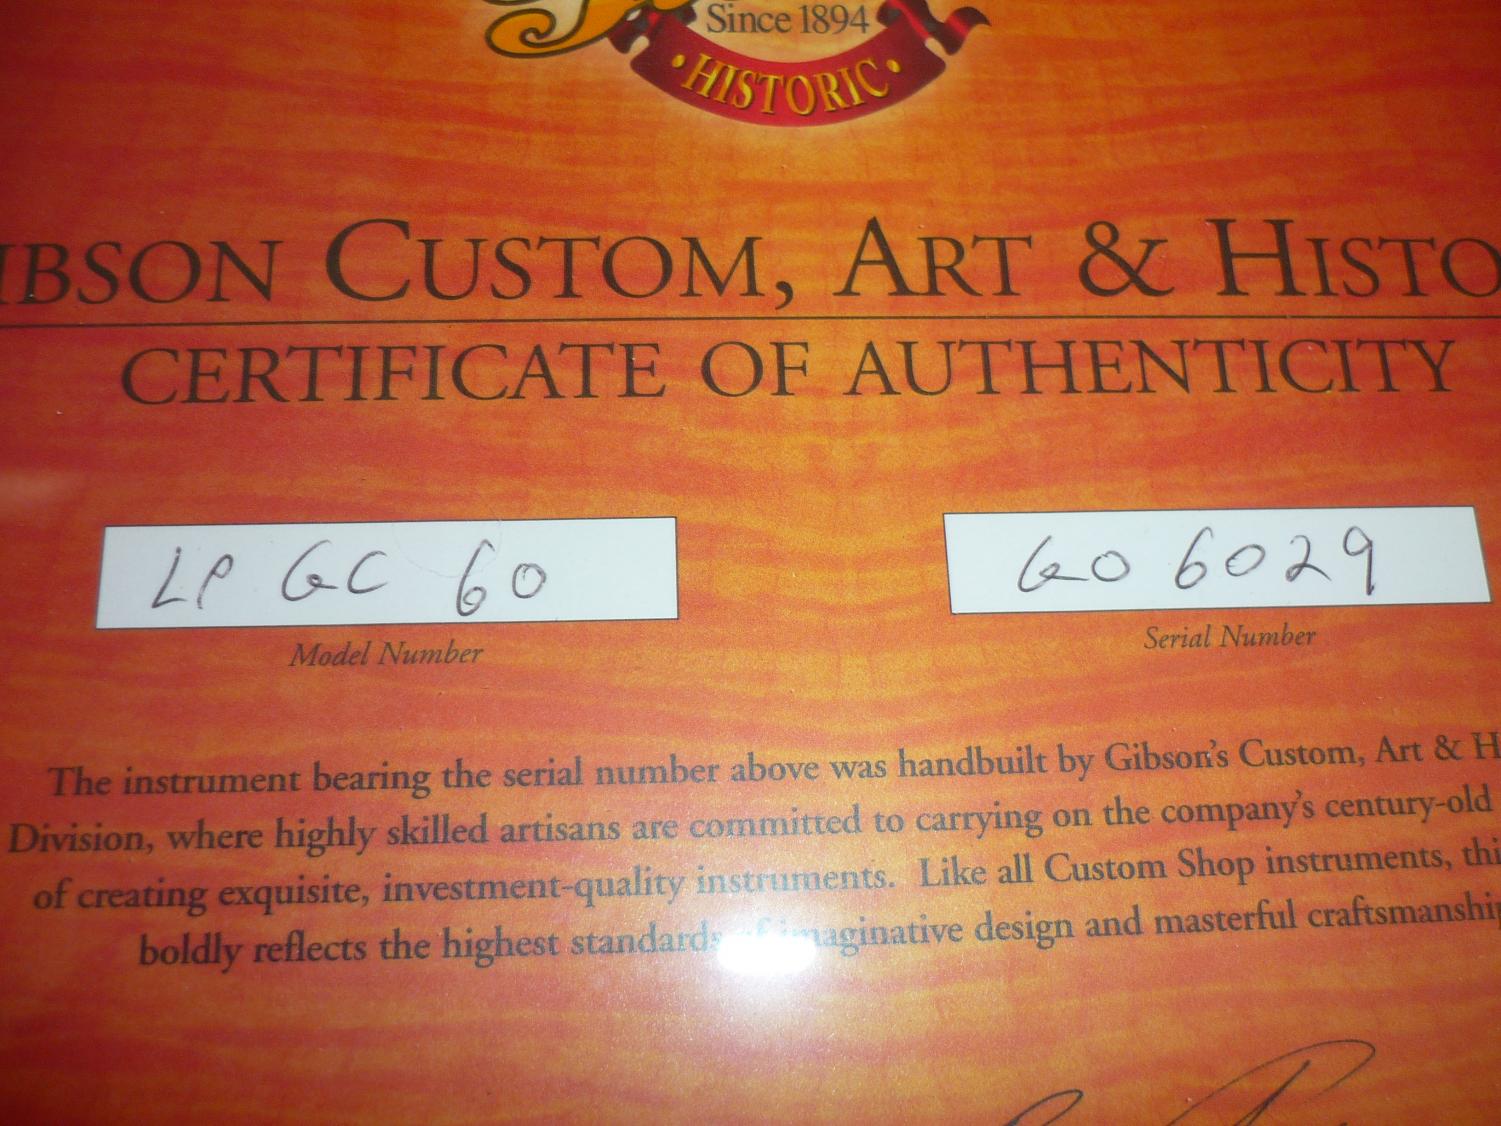 Since 1894
• HISTORIC •
IBSON CUSTOM, ART & HISTO
CERTIFICATE OF AUTHENTICITY
LP GC 60
GO 6029
Model Number
Serial Number
The instrument bearing the serial number above was handbuilt by Gibson's Custom, Art & H
Division, where highly skilled artisans are committed to carrying on the company's century-old
of creating exquisite, investment-quality instruments. Like all Custom Shop instruments, thi
boldly reflects the highest standards of imaginative design and masterful craftsmanship